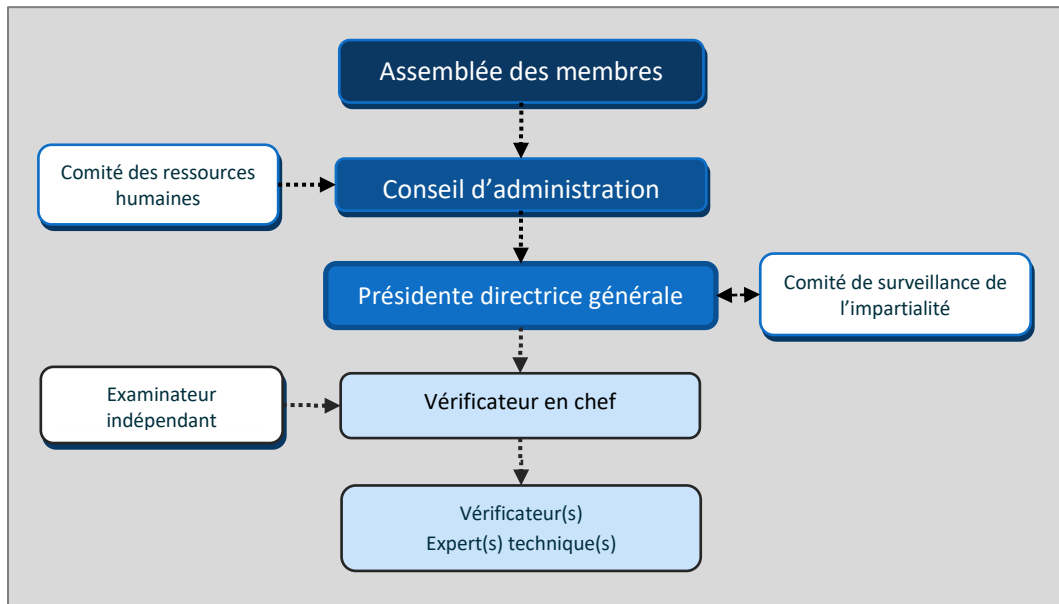 Assemblée des membres
Comité des ressources
humaines
Conseil d’administration
Présidente directrice générale
Comité de surveillance de
l’impartialité
Examinateur
indépendant
Vérificateur en chef
Vérificateur(s)
Expert(s) technique(s)